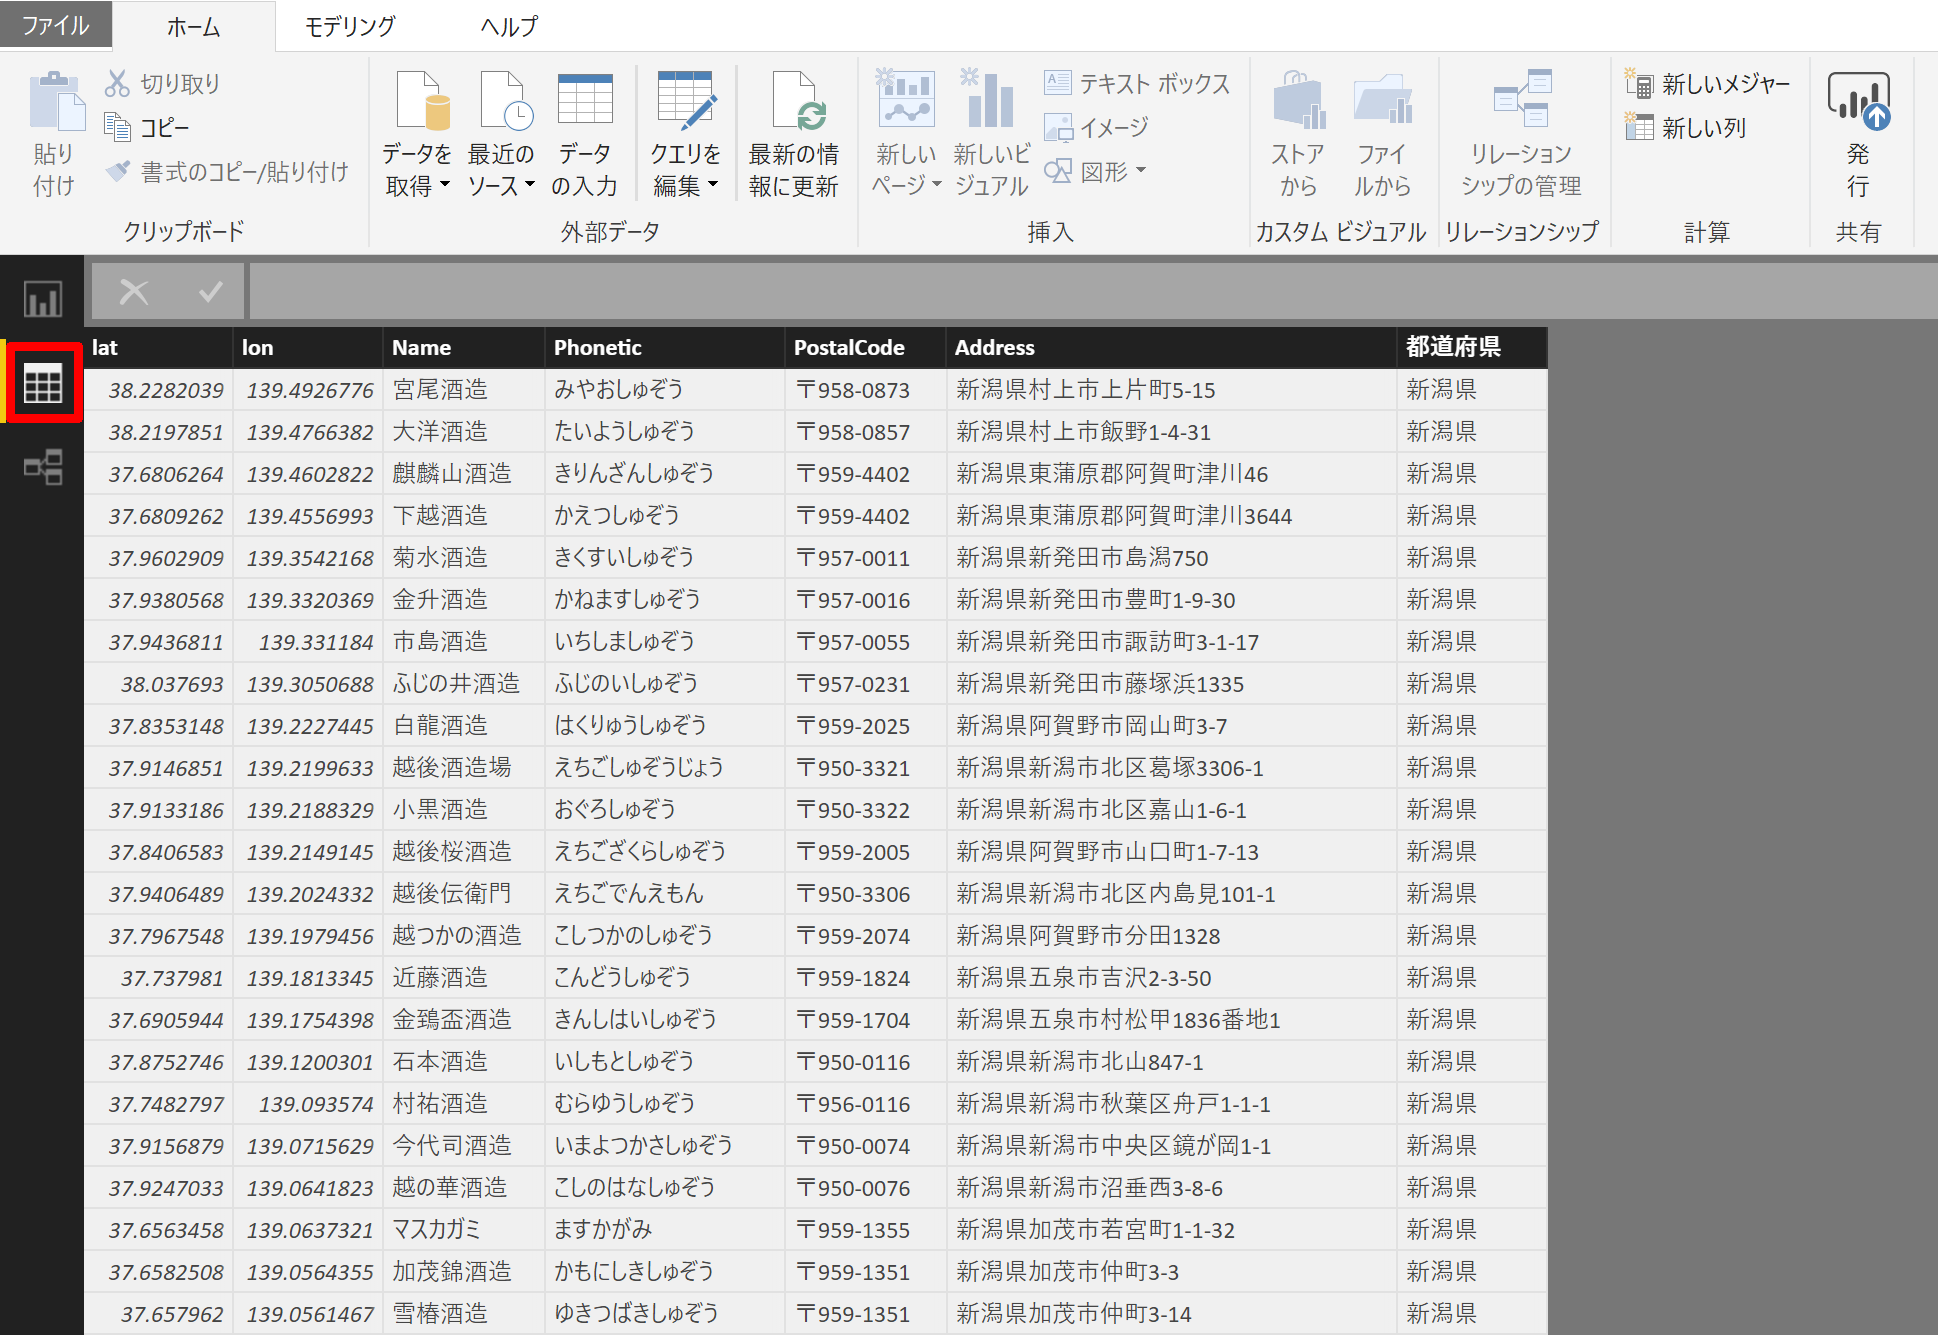 ファイル ホーム モデリング ヘルプ
貼り付け
切り取り
コピー
書式のコピー/貼り付け
クリップボード
データを取得
最近のソース
データの入力
クエリを編集
最新の情報に更新
外部データ
新しいページ
新しいビジュアル
テキスト ボックス
イメージ
図形
挿入
ストアから
ファイルから
カスタム ビジュアル
リレーションシップの管理
リレーションシップ
新しいメジャー
新しい列
計算
発行
共有
lat lon Name Phonetic PostalCode Address 都道府県
38.2282039 139.4926776 宮尾酒造 みやおしゅぞう 〒958-0873 新潟県村上市上片町5-15 新潟県
38.2197851 139.4766382 大洋酒造 たいようしゅぞう 〒958-0857 新潟県村上市飯野1-4-31 新潟県
37.6806264 139.4602822 麒麟山酒造 きりんざんしゅぞう 〒959-4402 新潟県東蒲原郡阿賀町津川46 新潟県
37.6809262 139.4556993 下越酒造 かえつしゅぞう 〒959-4402 新潟県東蒲原郡阿賀町津川3644 新潟県
37.9602909 139.3542168 菊水酒造 きくすいしゅぞう 〒957-0011 新潟県新発田市島潟750 新潟県
37.9380568 139.3320369 金升酒造 かねますしゅぞう 〒957-0016 新潟県新発田市豊町1-9-30 新潟県
37.9436811 139.331184 市島酒造 いちしましゅぞう 〒957-0055 新潟県新発田市諏訪町3-1-17 新潟県
38.037693 139.3050688 ふじの井酒造 ふじのいしゅぞう 〒957-0231 新潟県新発田市藤塚浜1335 新潟県
37.8353148 139.2227445 白龍酒造 はくりゅうしゅぞう 〒959-2025 新潟県阿賀野市岡山町3-7 新潟県
37.9146851 139.2199633 越後酒造場 えちごしゅぞうじょう 〒950-3321 新潟県新潟市北区葛塚3306-1 新潟県
37.9133186 139.2188329 小黒酒造 おぐろしゅぞう 〒950-3322 新潟県新潟市北区嘉山1-6-1 新潟県
37.8406583 139.2149145 越後桜酒造 えちござくらしゅぞう 〒959-2005 新潟県阿賀野市山口町1-7-13 新潟県
37.9406489 139.2024332 越後伝衛門 えちごでんえもん 〒950-3306 新潟県新潟市北区内島見101-1 新潟県
37.7967548 139.1979456 越つかの酒造 こしつかのしゅぞう 〒959-2074 新潟県阿賀野市分田1328 新潟県
37.737981 139.1813345 近藤酒造 こんどうしゅぞう 〒959-1824 新潟県五泉市吉沢2-3-50 新潟県
37.6905944 139.1754398 金鵄盃酒造 きんしはいしゅぞう 〒959-1704 新潟県五泉市村松甲1836番地1 新潟県
37.8752746 139.1200301 石本酒造 いしもとしゅぞう 〒950-0116 新潟県新潟市北山847-1 新潟県
37.7482797 139.093574 村祐酒造 むらゆうしゅぞう 〒956-0116 新潟県新潟市秋葉区舟戸1-1-1 新潟県
37.9156879 139.0715629 今代司酒造 いまよつかさしゅぞう 〒950-0074 新潟県新潟市中央区鏡が岡1-1 新潟県
37.9247033 139.0641823 越の華酒造 こしのはなしゅぞう 〒950-0076 新潟県新潟市沼垂西3-8-6 新潟県
37.6563458 139.0637321 マスカガミ ますかがみ 〒959-1355 新潟県加茂市若宮町1-1-32 新潟県
37.6582508 139.0564355 加茂錦酒造 かもにしきしゅぞう 〒959-1351 新潟県加茂市仲町3-3 新潟県
37.657962 139.0561467 雪椿酒造 ゆきつばきしゅぞう 〒959-1351 新潟県加茂市仲町3-14 新潟県